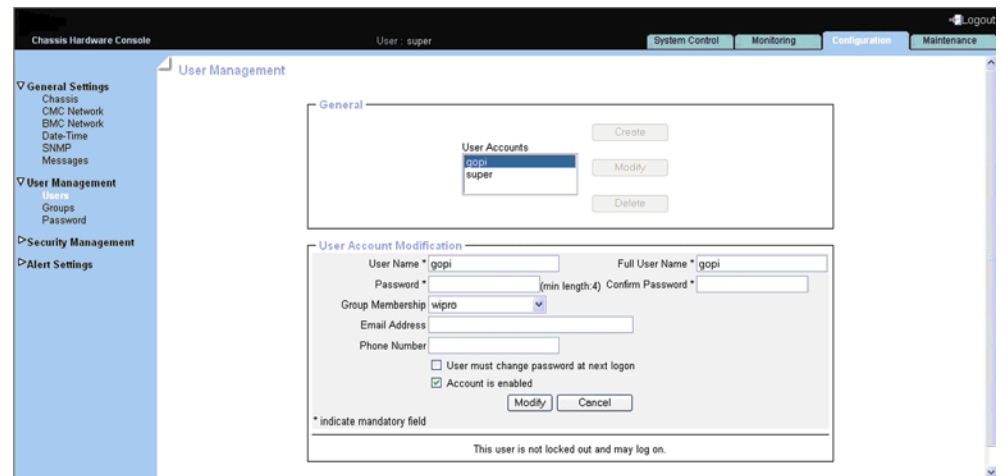 Logout
Chassis Hardware Console
User : super
System Control
Monitoring
Configuration
Maintenance
General Settings
Chassis
CMC Network
BMC Network
Date-Time
SNMP
Messages
User Management
Users
Groups
Password
Security Management
Alert Settings
User Management
General
User Accounts
gopi
super
Create
Modify
Delete
User Account Modification
User Name * gopi
Full User Name * gopi
Password * (min length:4) Confirm Password *
Group Membership wipro
Email Address
Phone Number
User must change password at next logon
Account is enabled
Modify Cancel
* indicate mandatory field
This user is not locked out and may log on.